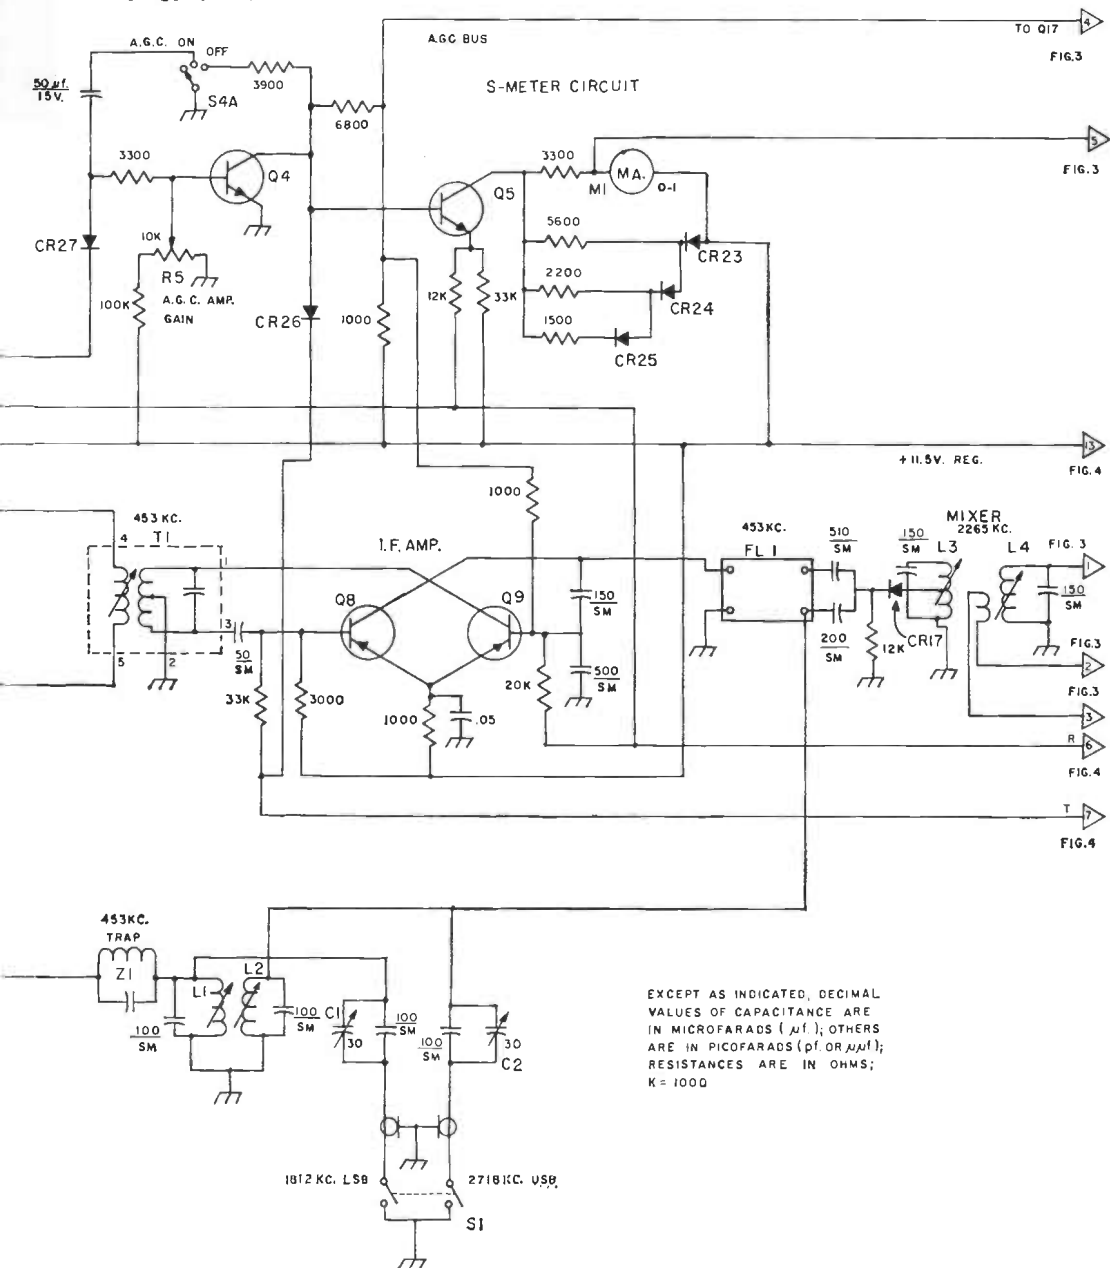 A.G.C. ON
OFF
50 µf.
15V.
3900
S4A
AGC BUS
TO Q17
4
FIG.3
S-METER CIRCUIT
6800
3300
Q4
3300
M1
MA.
0-1
5
FIG.3
Q5
CR27
10K
R5
A.G.C. AMP.
GAIN
100K
CR26
1000
12K
33K
5600
CR23
2200
CR24
1500
CR25
+11.5V. REG.
13
FIG.4
1000
453 KC.
T1
4
1
3
5
2
50
SM
I.F. AMP.
Q8
Q9
150
SM
500
SM
33K
3000
1000
.05
20K
453KC.
FL 1
510
SM
200
SM
12K
CR17
MIXER
2265 KC.
150
SM
L3
L4
150
SM
FIG. 3
1
FIG.3
2
FIG.3
3
R
6
FIG.4
T
7
FIG.4
453KC.
TRAP
Z1
L1
L2
100
SM
100
SM
C1
30
100
SM
100
SM
30
C2
1812 KC. LSB
2718 KC. USB.
S1
EXCEPT AS INDICATED, DECIMAL
VALUES OF CAPACITANCE ARE
IN MICROFARADS (µf.); OTHERS
ARE IN PICOFARADS (pf. OR µµf);
RESISTANCES ARE IN OHMS;
K = 1000